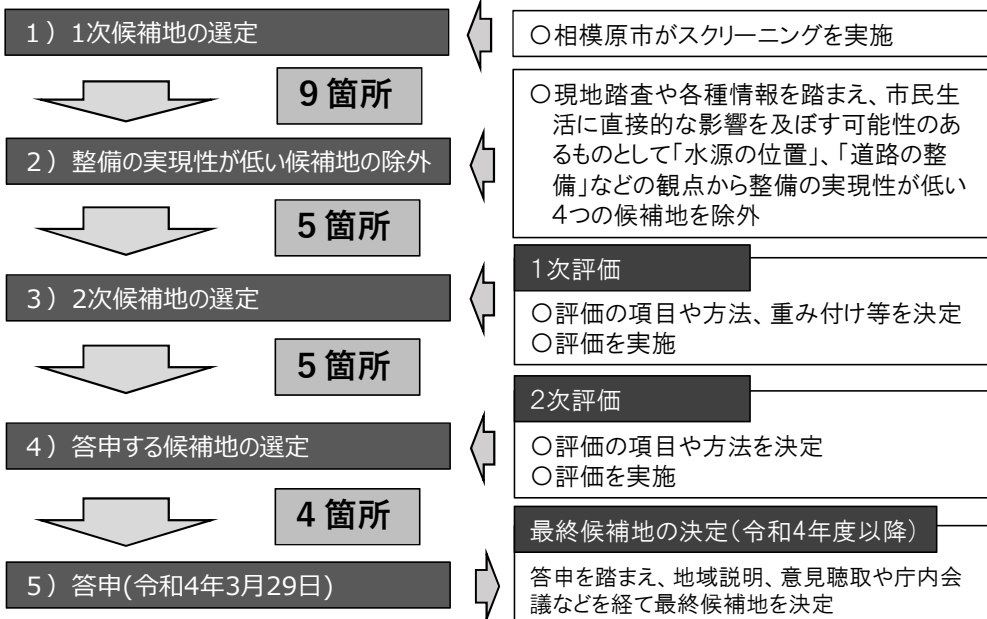 1）1次候補地の選定
〇相模原市がスクリーニングを実施
9箇所
〇現地踏査や各種情報を踏まえ、市民生
活に直接的な影響を及ぼす可能性のあ
るものとして「水源の位置」、「道路の整
備」などの観点から整備の実現性が低い
4つの候補地を除外
2）整備の実現性が低い候補地の除外
5箇所
1次評価
3）2次候補地の選定
〇評価の項目や方法、重み付け等を決定
〇評価を実施
5箇所
2次評価
4）答申する候補地の選定
〇評価の項目や方法を決定
〇評価を実施
4箇所
最終候補地の決定（令和4年度以降）
5）答申(令和4年3月29日)
答申を踏まえ、地域説明、意見聴取や庁内会
議などを経て最終候補地を決定